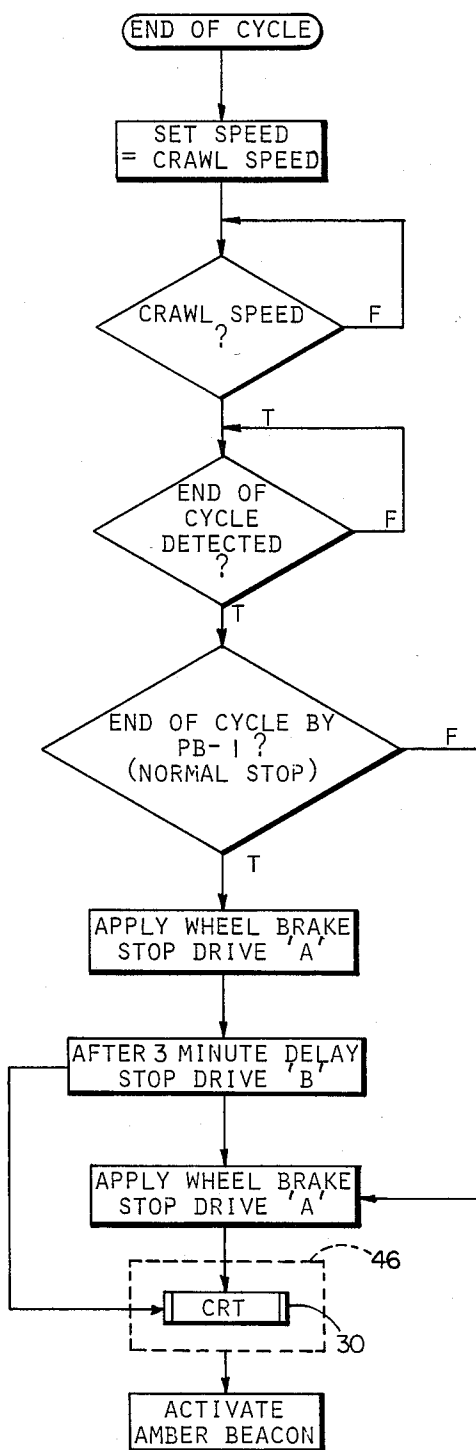 END OF CYCLE
SET SPEED
= CRAWL SPEED
CRAWL SPEED
?
F
T
END OF
CYCLE
DETECTED
?
F
T
END OF CYCLE BY
PB-1?
(NORMAL STOP)
F
T
APPLY WHEEL BRAKE
STOP DRIVE 'A'
AFTER 3 MINUTE DELAY
STOP DRIVE 'B'
APPLY WHEEL BRAKE
STOP DRIVE 'A'
46
CRT
30
ACTIVATE
AMBER BEACON